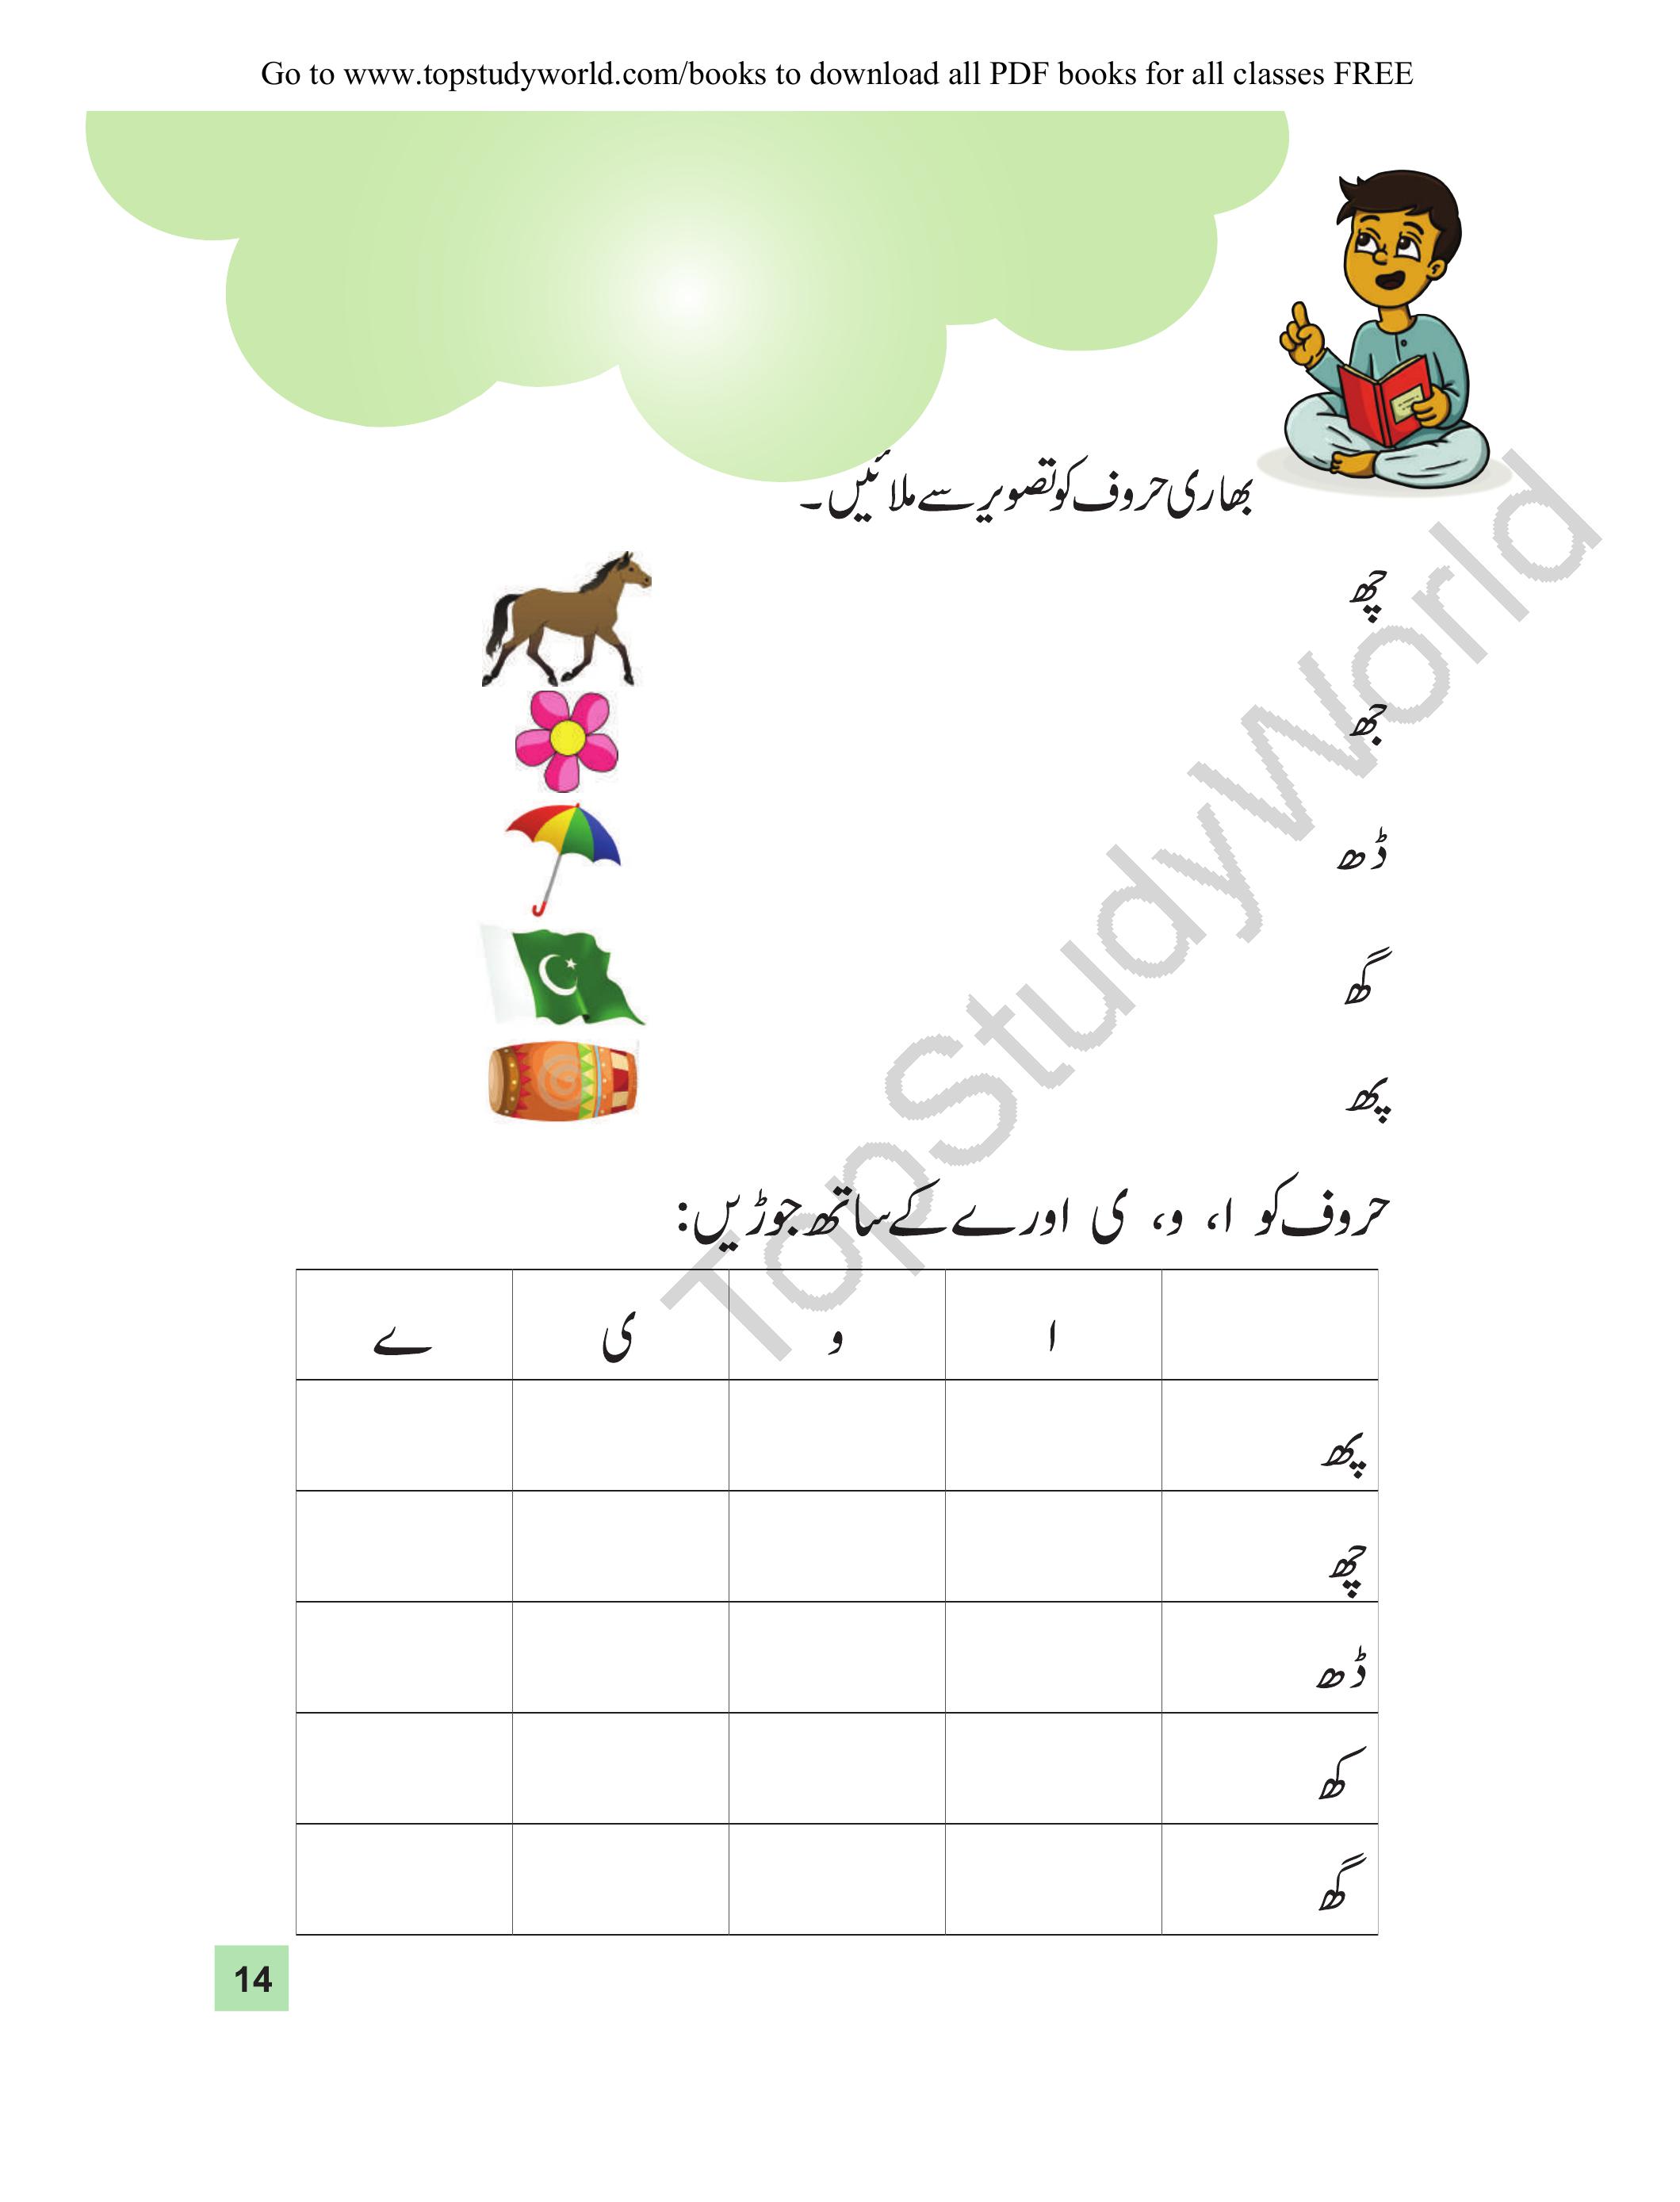 Go to www.topstudyworld.com/books to download all PDF books for all classes FREE
بھاری حروف کو تصویر سے ملائیں۔
چھ
جھ
ڈھ
گھ
پھ
حروف کو ا، و، ی اور ے کے ساتھ جوڑیں:
ا و ی ے
پھ
چھ
ڈھ
کھ
گھ
14
TopStudyWorld